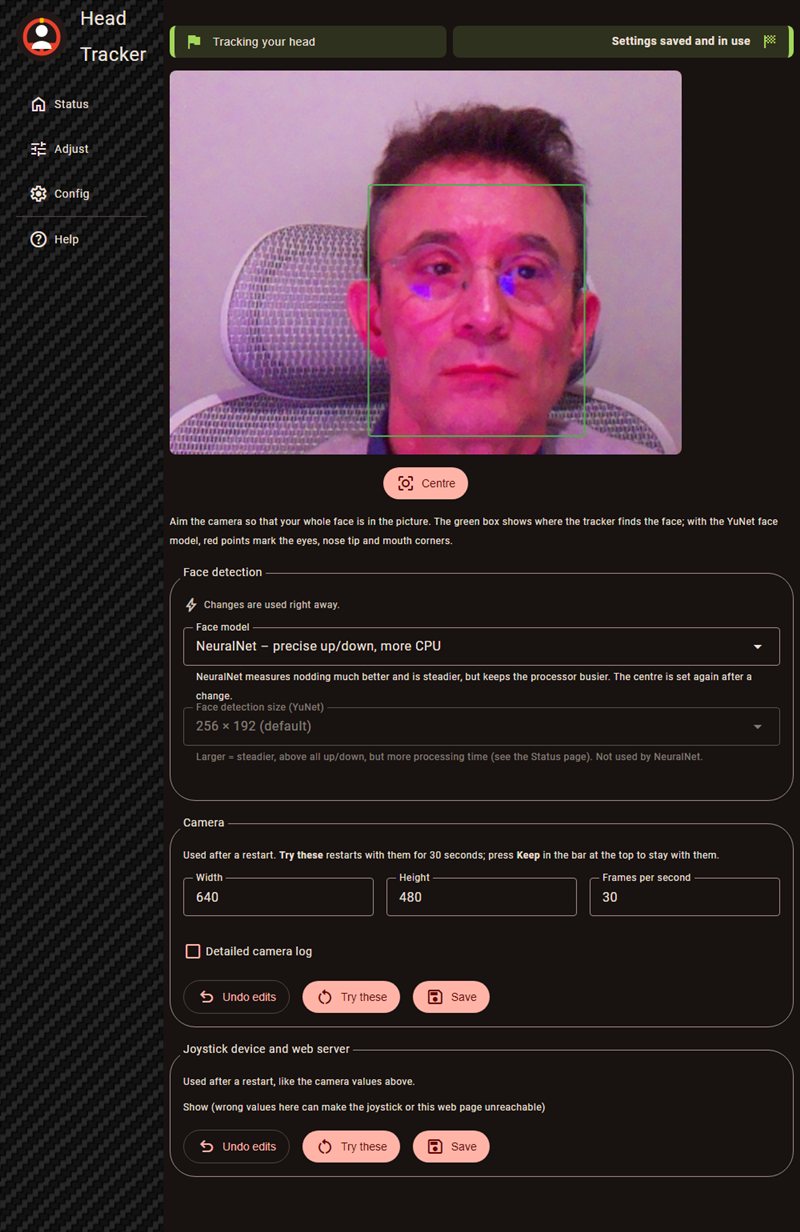 Head
Tracker
Status
Adjust
Config
Help
Tracking your head
Settings saved and in use
Centre
Aim the camera so that your whole face is in the picture. The green box shows where the tracker finds the face; with the YuNet face
model, red points mark the eyes, nose tip and mouth corners.
Face detection
Changes are used right away.
Face model
NeuralNet – precise up/down, more CPU
NeuralNet measures nodding much better and is steadier, but keeps the processor busier. The centre is set again after a
change.
Face detection size (YuNet)
256 × 192 (default)
Larger = steadier, above all up/down, but more processing time (see the Status page). Not used by NeuralNet.
Camera
Used after a restart. Try these restarts with them for 30 seconds; press Keep in the bar at the top to stay with them.
Width
640
Height
480
Frames per second
30
Detailed camera log
Undo edits
Try these
Save
Joystick device and web server
Used after a restart, like the camera values above.
Show (wrong values here can make the joystick or this web page unreachable)
Undo edits
Try these
Save